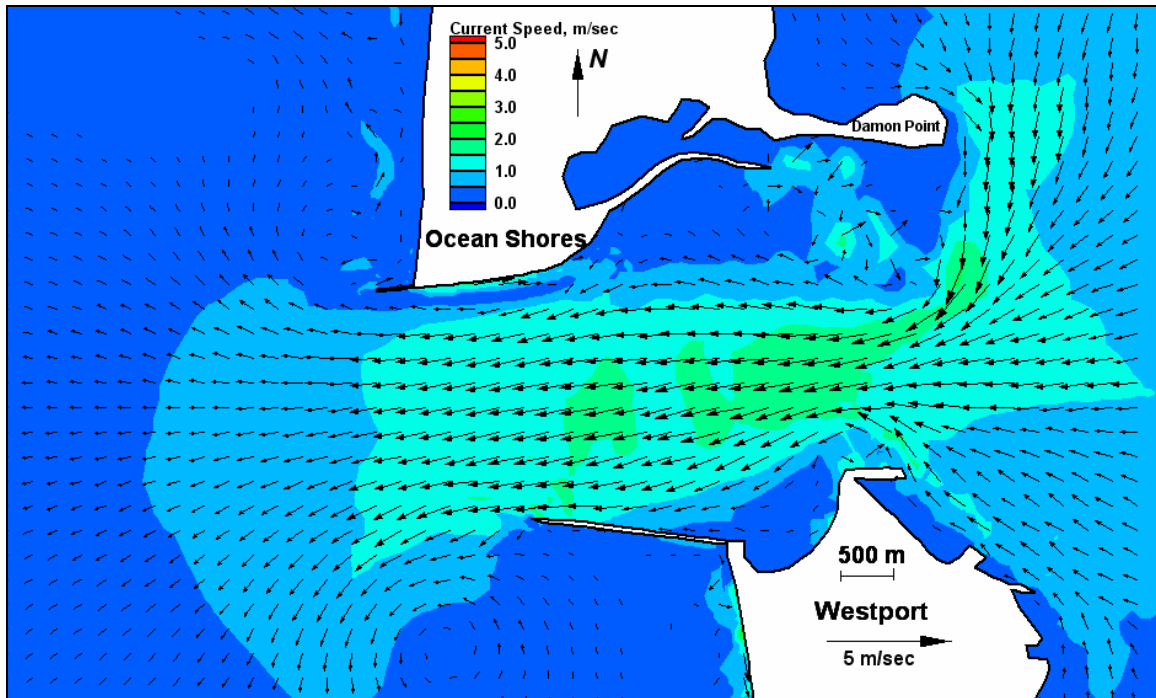 Current Speed, m/sec
5.0
4.0
3.0
2.0
1.0
0.0
N
Damon Point
Ocean Shores
500 m
Westport
5 m/sec